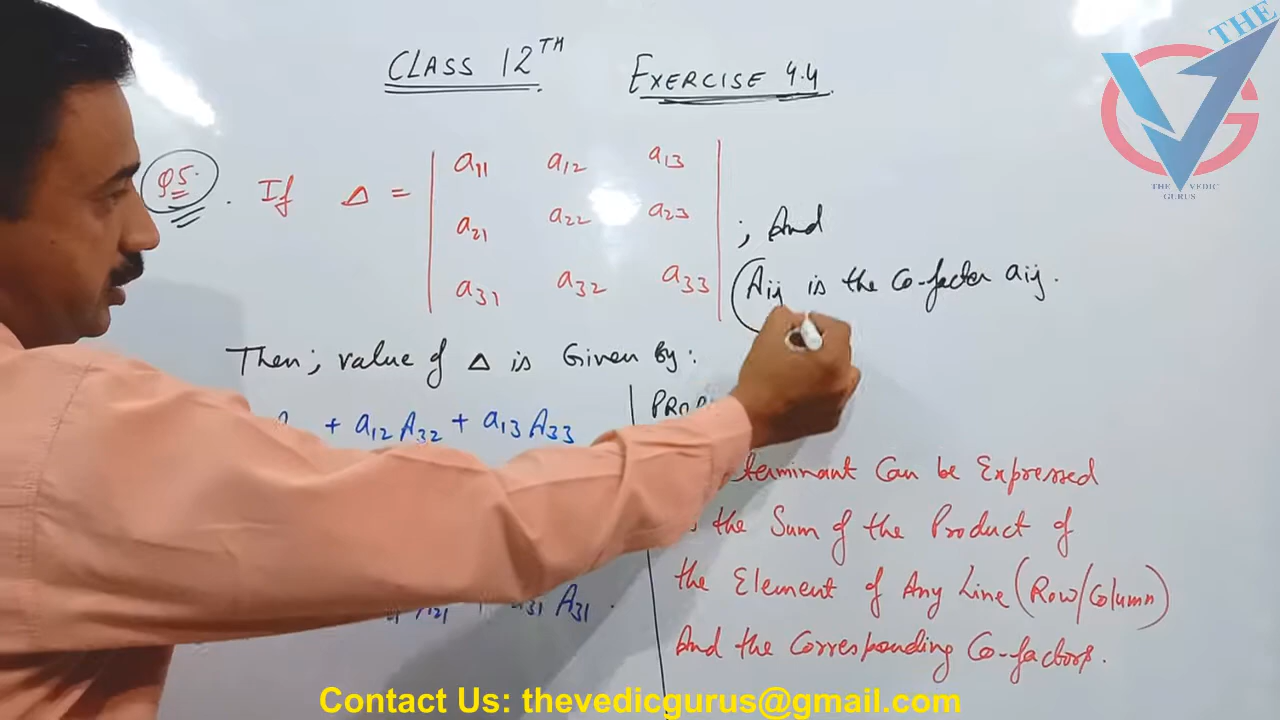 CLASS 12TH EXERCISE 4.4
Q5. If Δ = | a11 a12 a13
a21 a22 a23
a31 a32 a33 | ; And
Aij is the Co-factor aij.
Then; value of Δ is Given By:
+ a12 A32 + a13 A33
A21 + a31 A31.
Can be Expressed
the Sum of the Product of
the Element of Any Line (Row/Column)
And the Corresponding Co-factors.
THE
V
G
THE VEDIC
GURUS
Contact Us: thevedicgurus@gmail.com